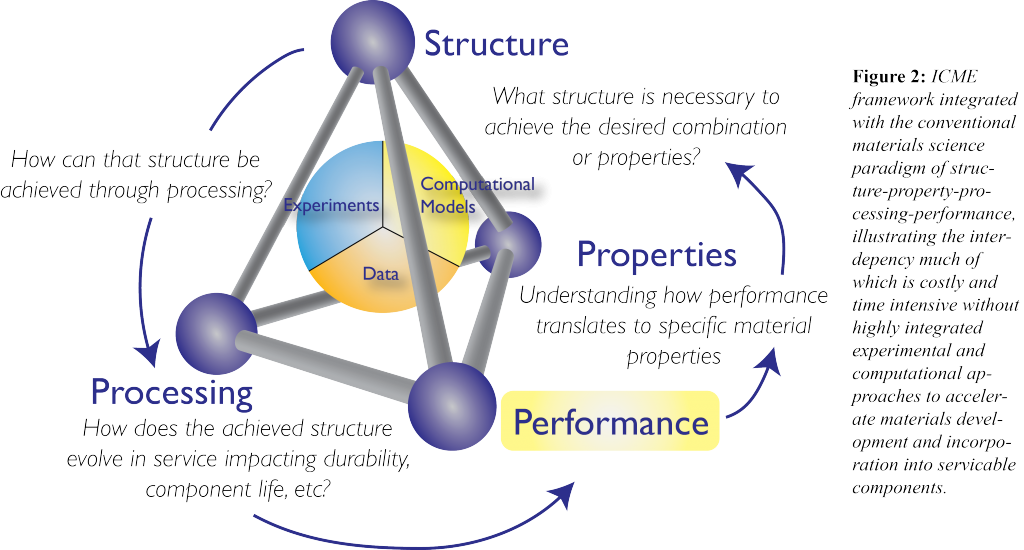 Structure
What structure is necessary to
achieve the desired combination
or properties?
How can that structure be
achieved through processing?
Experiments
Computational
Models
Data
Properties
Understanding how performance
translates to specific material
properties
Processing
How does the achieved structure
evolve in service impacting durability,
component life, etc?
Performance
Figure 2: ICME
framework integrated
with the conventional
materials science
paradigm of struc-
ture-property-pro-
cessing-performance,
illustrating the inter-
depency much of
which is costly and
time intensive without
highly integrated
experimental and
computational ap-
proaches to acceler-
ate materials devel-
opment and incorpo-
ration into servicable
components.